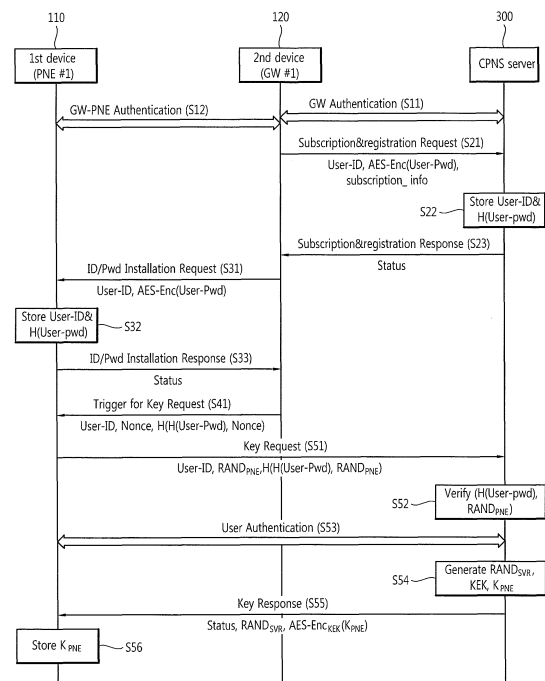 110
120
300
1st device
(PNE #1)
2nd device
(GW #1)
CPNS server
GW-PNE Authentication (S12)
GW Authentication (S11)
Subscription&registration Request (S21)
User-ID, AES-Enc(User-Pwd),
subscription_ info
S22
Store User-ID&
H(User-pwd)
Subscription&registration Response (S23)
Status
ID/Pwd Installation Request (S31)
User-ID, AES-Enc(User-Pwd)
Store User-ID&
H(User-pwd)
S32
ID/Pwd Installation Response (S33)
Status
Trigger for Key Request (S41)
User-ID, Nonce, H(H(User-Pwd), Nonce)
Key Request (S51)
User-ID, RANDPNE,H(H(User-Pwd), RANDPNE)
S52
Verify (H(User-pwd),
RANDPNE)
User Authentication (S53)
S54
Generate RANDSVR,
KEK, KPNE
Key Response (S55)
Status, RANDSVR, AES-EncKEK(KPNE)
Store KPNE
S56